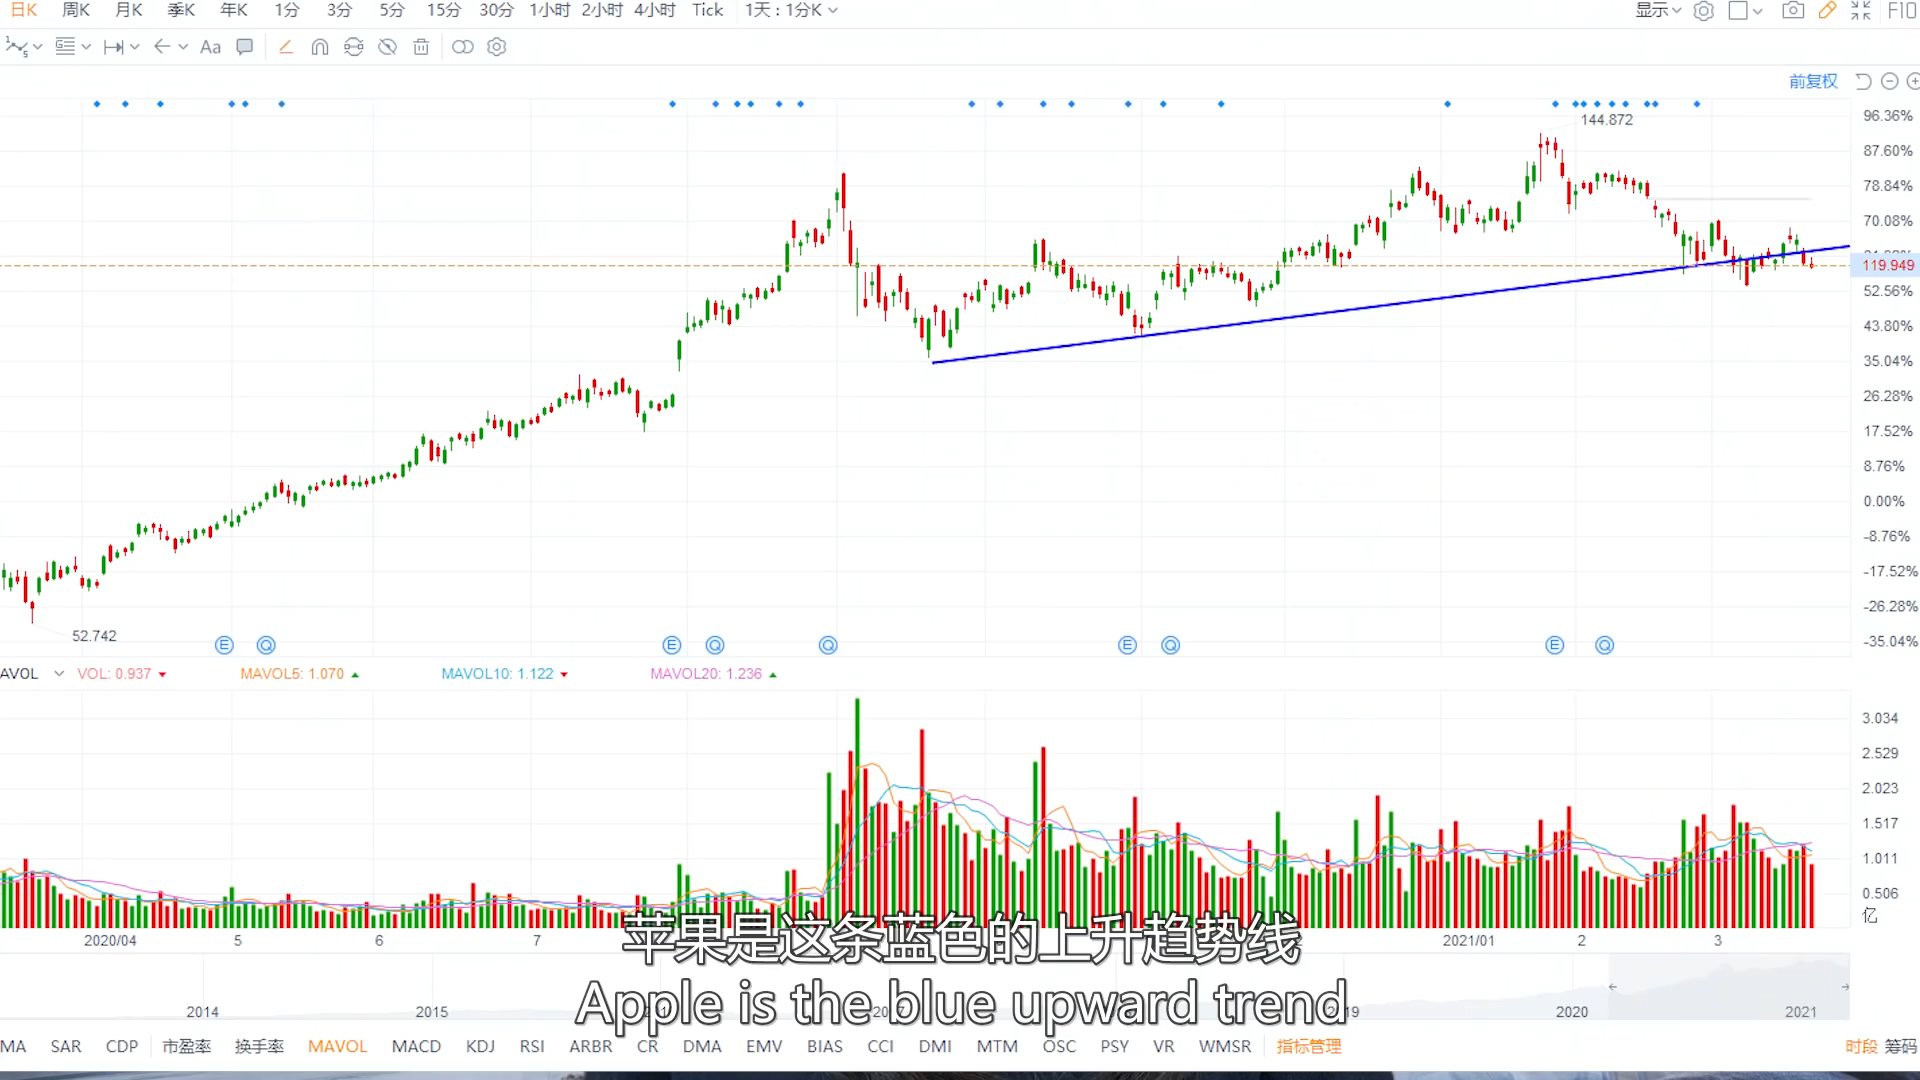 日K 周K 月K 季K 年K 1分 3分 5分 15分 30分 1小时 2小时 4小时 Tick 1天 : 1分K 显示 F10
Aa
前复权
144.872
96.36%
87.60%
78.84%
70.08%
119.949
52.56%
43.80%
35.04%
26.28%
17.52%
8.76%
0.00%
-8.76%
-17.52%
-26.28%
-35.04%
52.742
E Q E Q Q E Q E Q
AVOL VOL: 0.937 MAVOL5: 1.070 MAVOL10: 1.122 MAVOL20: 1.236
3.034
2.529
2.023
1.517
1.011
0.506
亿
2020/04 5 6 7 2021/01 2 3
苹果是这条蓝色的上升趋势线
Apple is the blue upward trend
2014 2015 2020 2021
MA SAR CDP 市盈率 换手率 MAVOL MACD KDJ RSI ARBR CR DMA EMV BIAS CCI DMI MTM OSC PSY VR WMSR 指标管理 时段 筹码